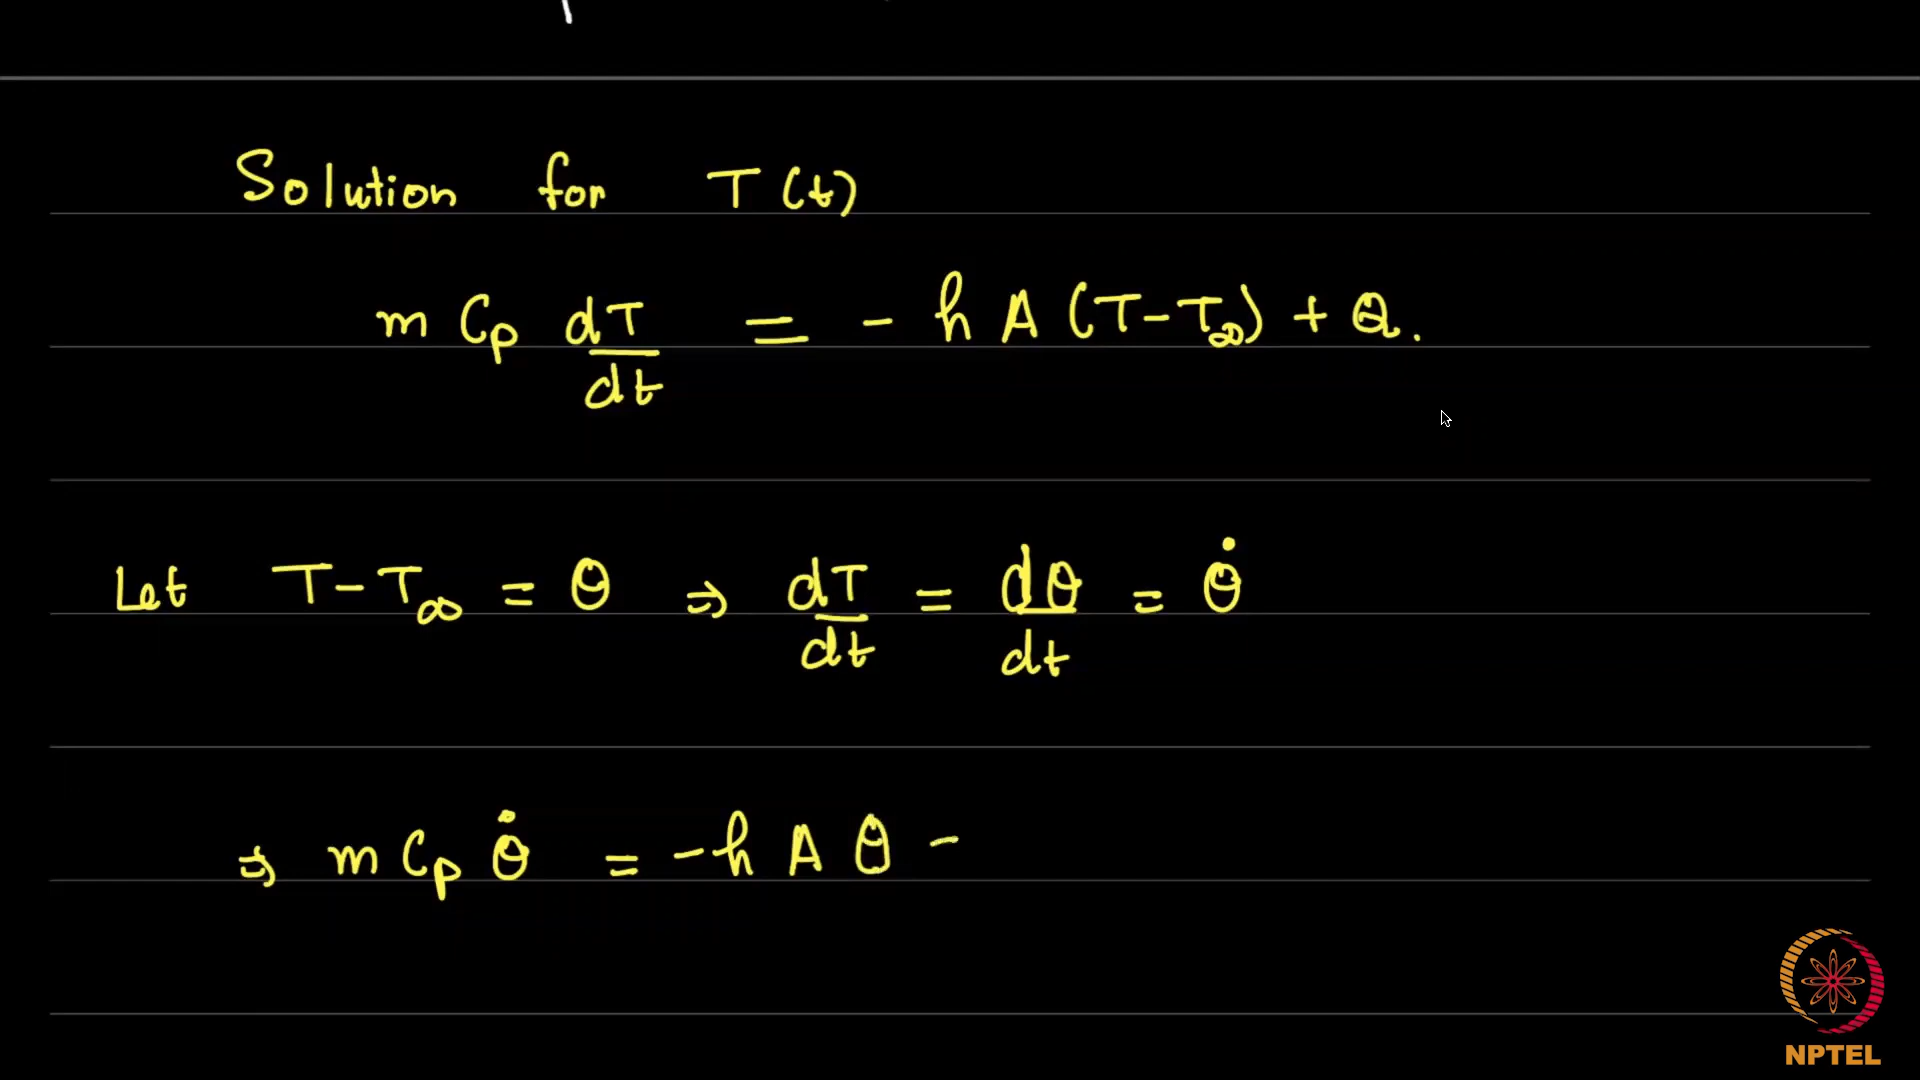 Solution for T(t)
m Cp dT/dt = - h A (T-T∞) + Q.
Let T-T∞ = θ ⇒ dT/dt = dθ/dt = θ̇
⇒ m Cp θ̇ = -h A θ -
NPTEL